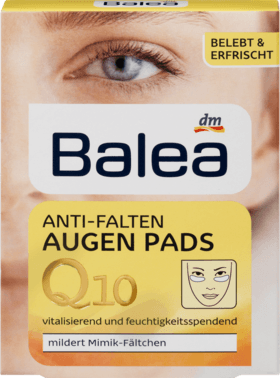 BELEBT &
ERFRISCHT
dm
Balea
ANTI-FALTEN
AUGEN PADS
Q10
vitalisierend und feuchtigkeitsspendend
mildert Mimik-Fältchen